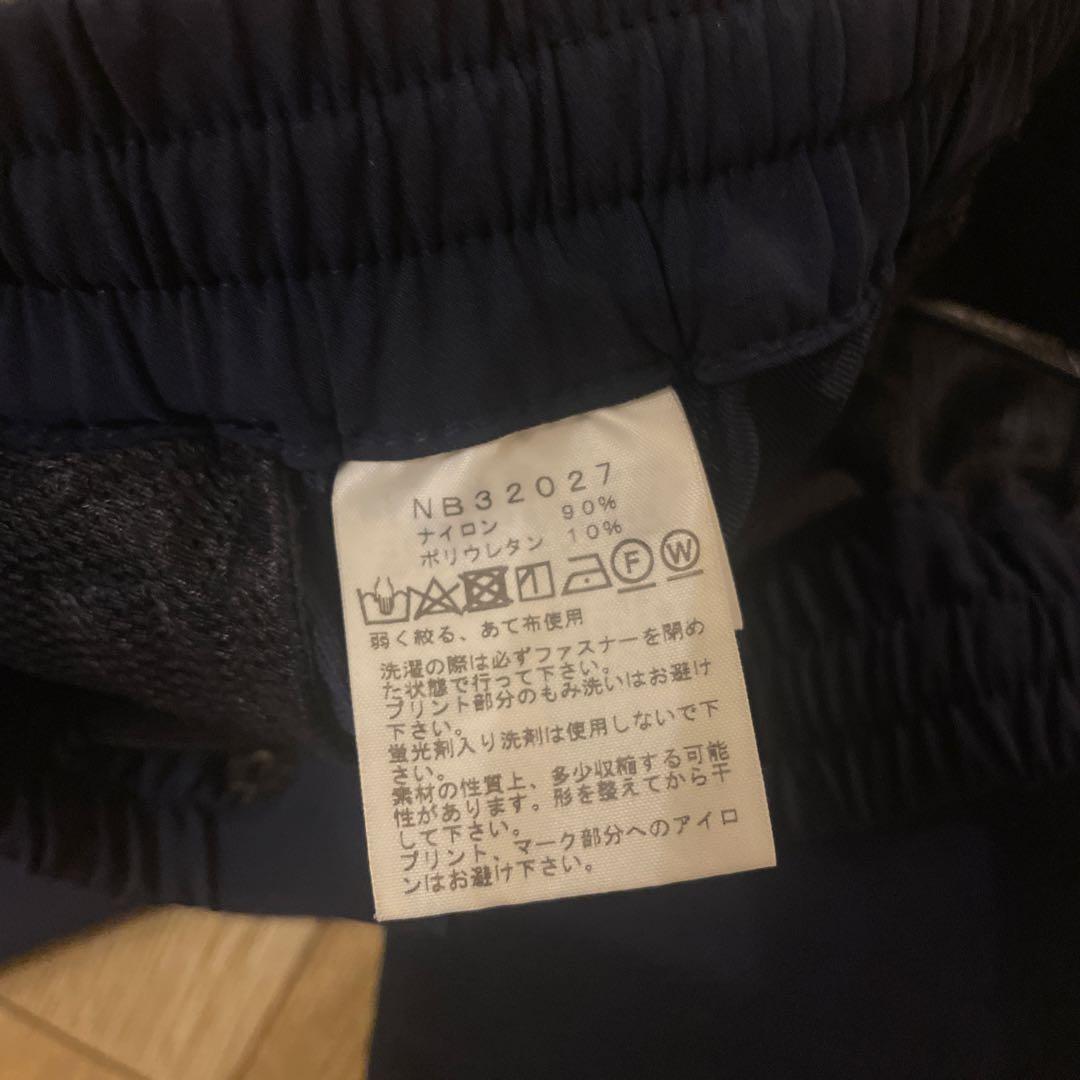 NB32027
ナイロン 90%
ポリウレタン 10%
F W
弱く絞る、あて布使用
洗濯の際は必ずファスナーを閉め
た状態で行って下さい。
プリント部分のもみ洗いはお避け
下さい。
蛍光剤入り洗剤は使用しないで下
さい。
素材の性質上、多少収縮する可能
性があります。形を整えてから干
して下さい。
プリント、マーク部分へのアイロ
ンはお避け下さい。